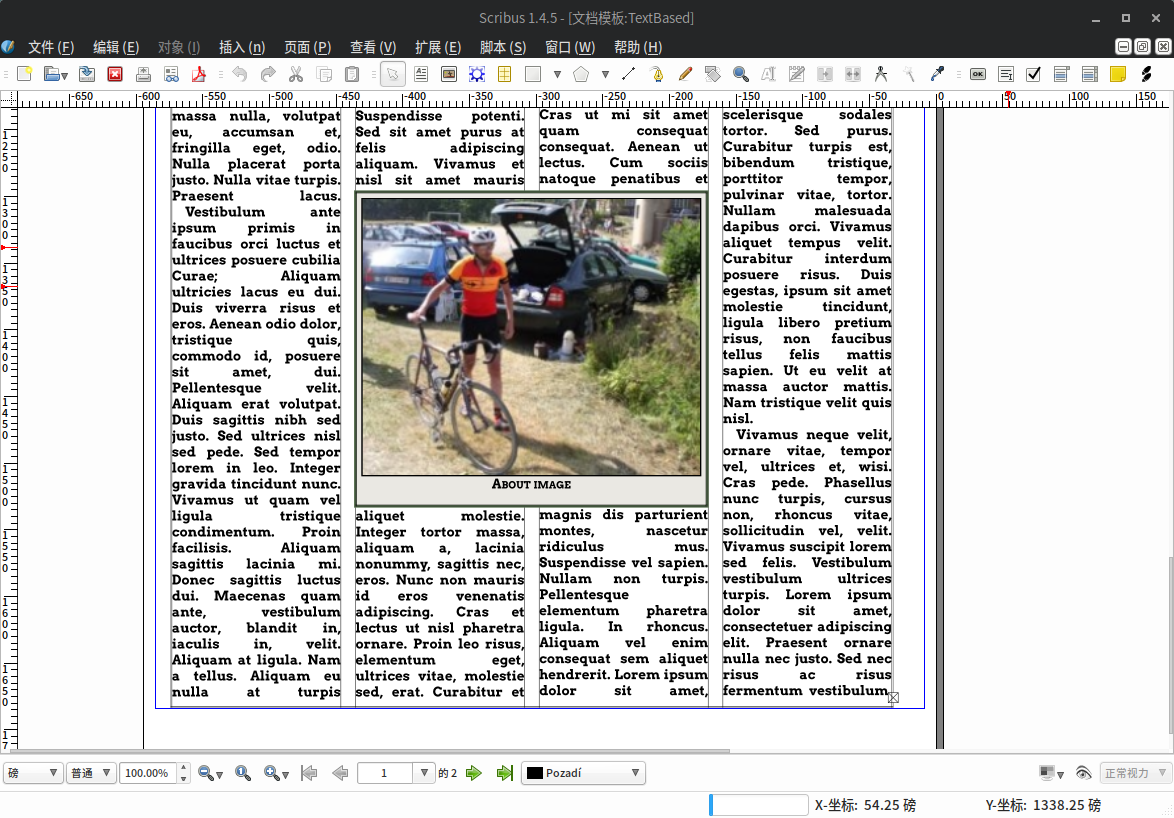 Scribus 1.4.5 - [文档模板:TextBased]
文件 (F) 编辑 (E) 对象 (I) 插入 (n) 页面 (P) 查看 (V) 扩展 (E) 脚本 (S) 窗口 (W) 帮助 (H)
-650 -600 -550 -500 -450 -400 -350 -300 -250 -200 -150 -100 -50 0 50 100 150
massa nulla, volutpat
eu, accumsan et,
fringilla eget, odio.
Nulla placerat porta
justo. Nulla vitae turpis.
Praesent lacus.
Vestibulum ante
ipsum primis in
faucibus orci luctus et
ultrices posuere cubilia
Curae; Aliquam
ultricies lacus eu dui.
Duis viverra risus et
eros. Aenean odio dolor,
tristique quis,
commodo id, posuere
sit amet, dui.
Pellentesque velit.
Aliquam erat volutpat.
Duis sagittis nibh sed
justo. Sed ultrices nisl
sed pede. Sed tempor
lorem in leo. Integer
gravida tincidunt nunc.
Vivamus ut quam vel
ligula tristique
condimentum. Proin
facilisis. Aliquam
sagittis lacinia mi.
Donec sagittis luctus
dui. Maecenas quam
ante, vestibulum
auctor, blandit in,
iaculis in, velit.
Aliquam at ligula. Nam
a tellus. Aliquam eu
nulla at turpis
Suspendisse potenti.
Sed sit amet purus at
felis adipiscing
aliquam. Vivamus et
nisl sit amet mauris
aliquet molestie.
Integer tortor massa,
aliquam a, lacinia
nonummy, sagittis nec,
eros. Nunc non mauris
id eros venenatis
adipiscing. Cras et
lectus ut nisl pharetra
ornare. Proin leo risus,
elementum eget,
ultrices vitae, molestie
sed, erat. Curabitur et
Cras ut mi sit amet
quam consequat
consequat. Aenean ut
lectus. Cum sociis
natoque penatibus et
About image
magnis dis parturient
montes, nascetur
ridiculus mus.
Suspendisse vel sapien.
Nullam non turpis.
Pellentesque
elementum pharetra
ligula. In rhoncus.
Aliquam vel enim
consequat sem aliquet
hendrerit. Lorem ipsum
dolor sit amet,
scelerisque sodales
tortor. Sed purus.
Curabitur turpis est,
bibendum tristique,
porttitor tempor,
pulvinar vitae, tortor.
Nullam malesuada
dapibus orci. Vivamus
aliquet tempus velit.
Curabitur interdum
posuere risus. Duis
egestas, ipsum sit amet
molestie tincidunt,
ligula libero pretium
risus, non faucibus
tellus felis mattis
sapien. Ut eu velit at
massa auctor mattis.
Nam tristique velit quis
nisl.
Vivamus neque velit,
ornare vitae, tempor
vel, ultrices et, wisi.
Cras pede. Phasellus
nunc turpis, cursus
non, rhoncus vitae,
sollicitudin vel, velit.
Vivamus suscipit lorem
sed felis. Vestibulum
vestibulum ultrices
turpis. Lorem ipsum
dolor sit amet,
consectetuer adipiscing
elit. Praesent ornare
nulla nec justo. Sed nec
risus ac risus
fermentum vestibulum.
磅 普通 100.00% 1 的 2 Pozadí 正常视力
X-坐标: 54.25 磅 Y-坐标: 1338.25 磅